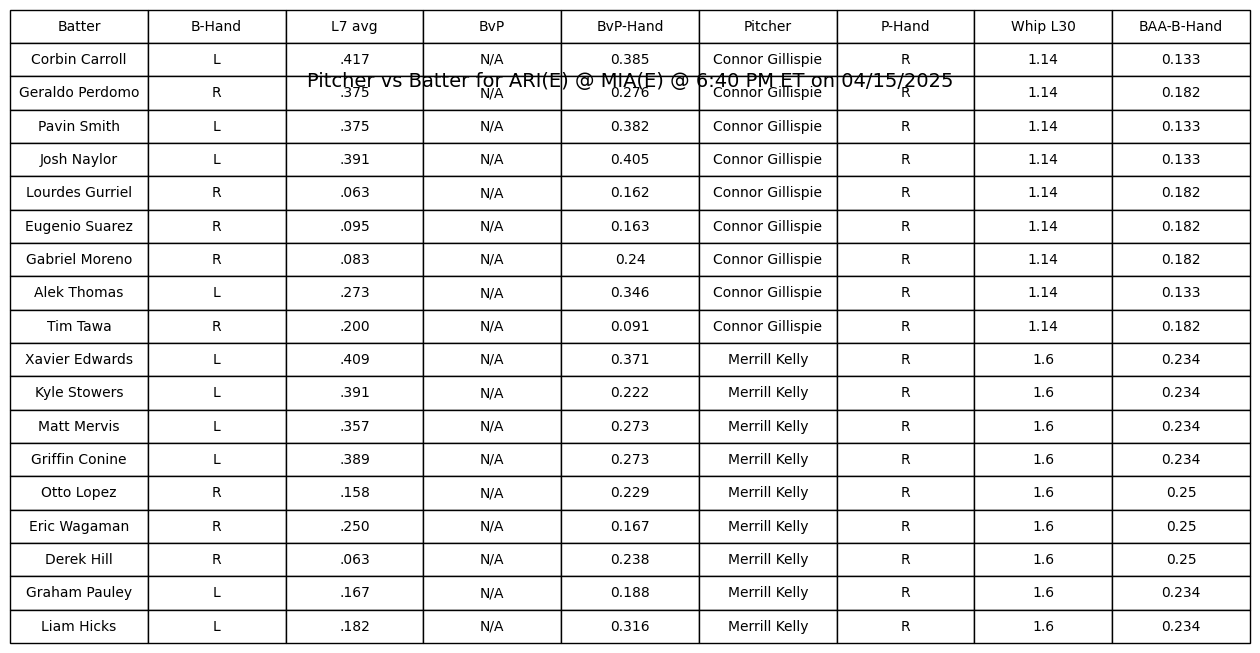 Batter B-Hand L7 avg BvP BvP-Hand Pitcher P-Hand Whip L30 BAA-B-Hand
Corbin Carroll L .417 N/A 0.385 Connor Gillispie R 1.14 0.133
Pitcher vs Batter for ARI(E) @ MIA(E) @ 6:40 PM ET on 04/15/2025
Geraldo Perdomo R .375 N/A 0.276 Connor Gillispie R 1.14 0.182
Pavin Smith L .375 N/A 0.382 Connor Gillispie R 1.14 0.133
Josh Naylor L .391 N/A 0.405 Connor Gillispie R 1.14 0.133
Lourdes Gurriel R .063 N/A 0.162 Connor Gillispie R 1.14 0.182
Eugenio Suarez R .095 N/A 0.163 Connor Gillispie R 1.14 0.182
Gabriel Moreno R .083 N/A 0.24 Connor Gillispie R 1.14 0.182
Alek Thomas L .273 N/A 0.346 Connor Gillispie R 1.14 0.133
Tim Tawa R .200 N/A 0.091 Connor Gillispie R 1.14 0.182
Xavier Edwards L .409 N/A 0.371 Merrill Kelly R 1.6 0.234
Kyle Stowers L .391 N/A 0.222 Merrill Kelly R 1.6 0.234
Matt Mervis L .357 N/A 0.273 Merrill Kelly R 1.6 0.234
Griffin Conine L .389 N/A 0.273 Merrill Kelly R 1.6 0.234
Otto Lopez R .158 N/A 0.229 Merrill Kelly R 1.6 0.25
Eric Wagaman R .250 N/A 0.167 Merrill Kelly R 1.6 0.25
Derek Hill R .063 N/A 0.238 Merrill Kelly R 1.6 0.25
Graham Pauley L .167 N/A 0.188 Merrill Kelly R 1.6 0.234
Liam Hicks L .182 N/A 0.316 Merrill Kelly R 1.6 0.234